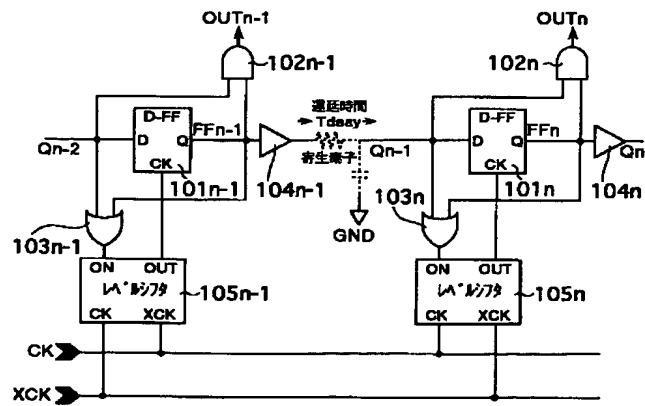 OUTn-1
102n-1
D-FF
D
Q
CK
FFn-1
Qn-2
101n-1
104n-1
遅延時間
Tdeay
寄生素子
Qn-1
GND
103n-1
ON
OUT
ﾚﾍﾞﾙｼﾌﾀ
CK
XCK
105n-1
OUTn
102n
D-FF
D
Q
CK
FFn
Qn
101n
104n
103n
ON
OUT
ﾚﾍﾞﾙｼﾌﾀ
CK
XCK
105n
CK
XCK